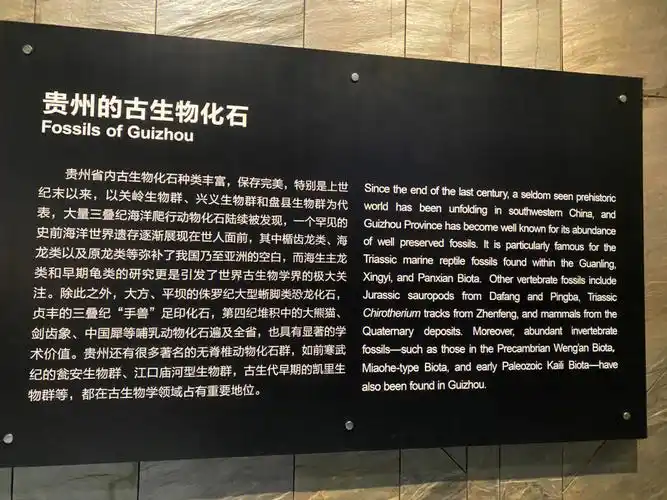 贵州的古生物化石
Fossils of Guizhou
贵州省内古生物化石种类丰富，保存完美，特别是上世
纪末以来，以关岭生物群、兴义生物群和盘县生物群为代
表，大量三叠纪海洋爬行动物化石陆续被发现，一个罕见的
史前海洋世界遗存逐渐展现在世人面前，其中楯齿龙类、海
龙类以及原龙类等弥补了我国乃至亚洲的空白，而海生主龙
类和早期龟类的研究更是引发了世界古生物学界的极大关
注。除此之外，大方、平坝的侏罗纪大型蜥脚类恐龙化石，
贞丰的三叠纪“手兽”足印化石，第四纪堆积中的大熊猫、
剑齿象、中国犀等哺乳动物化石遍及全省，也具有显著的学
术价值。贵州还有很多著名的无脊椎动物化石群，如前寒武
纪的瓮安生物群、江口庙河型生物群，古生代早期的凯里生
物群等，都在古生物学领域占有重要地位。
Since the end of the last century, a seldom seen prehistoric
world has been unfolding in southwestern China, and
Guizhou Province has become well known for its abundance
of well preserved fossils. It is particularly famous for the
Triassic marine reptile fossils found within the Guanling,
Xingyi, and Panxian Biota. Other vertebrate fossils include
Jurassic sauropods from Dafang and Pingba, Triassic
Chirotherium tracks from Zhenfeng, and mammals from the
Quaternary deposits. Moreover, abundant invertebrate
fossils—such as those in the Precambrian Weng'an Biota,
Miaohe-type Biota, and early Paleozoic Kaili Biota—have
also been found in Guizhou.